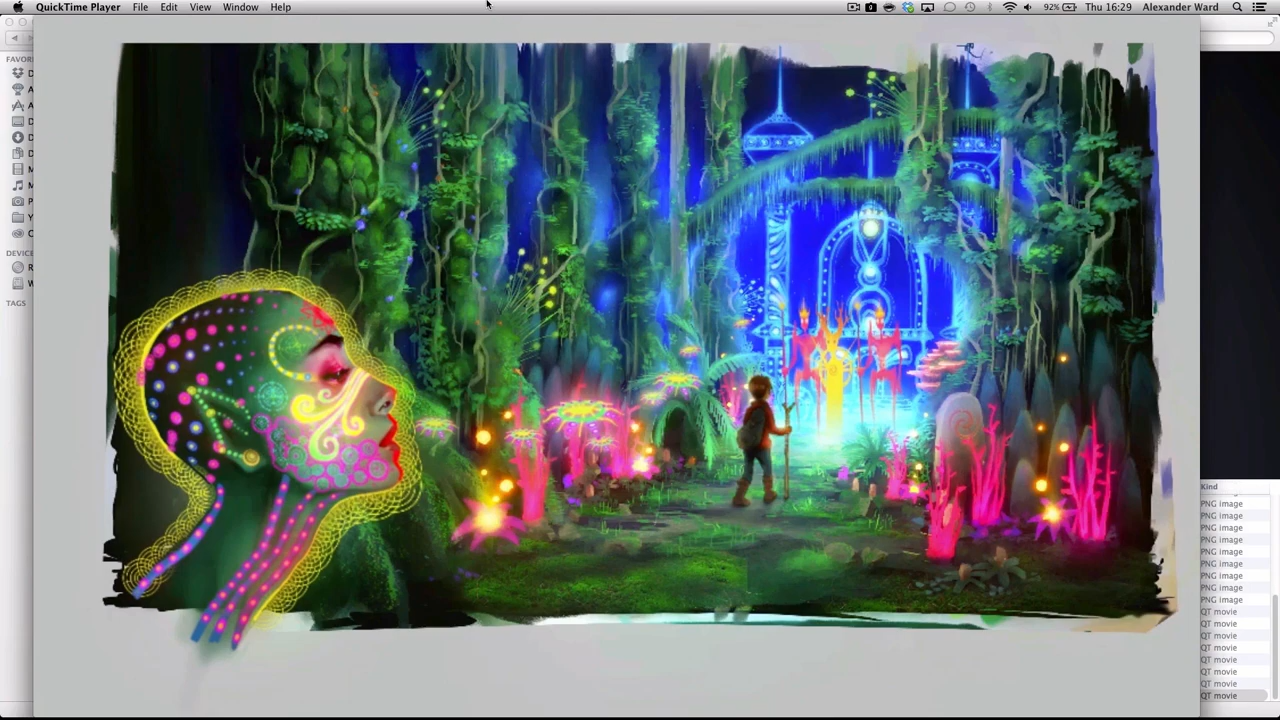 QuickTime Player File Edit View Window Help 92% Thu 16:29 Alexander Ward
FAVOR
D
A
A
D
D
D
M
M
P
Y
C
DEVICE
R
W
TAGS
Kind
PNG image
PNG image
PNG image
PNG image
PNG image
PNG image
PNG image
PNG image
PNG image
QT movie
QT movie
QT movie
QT movie
QT movie
QT movie
QT movie
QT movie